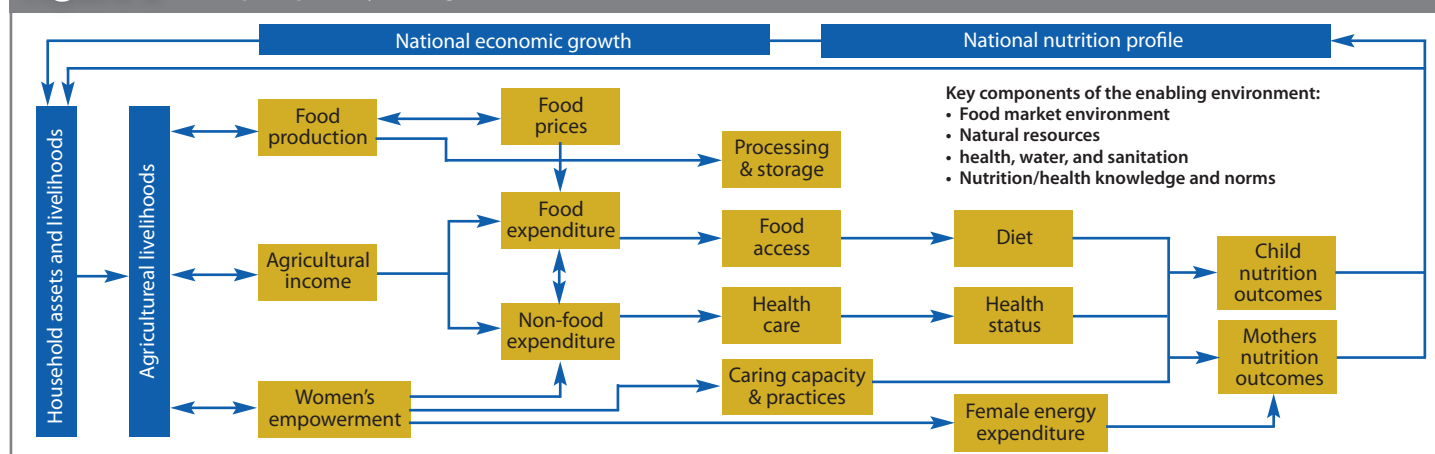 National economic growth
National nutrition profile
Household assets and livelihoods
Agricultureal livelihoods
Food
production
Food
prices
Processing
& storage
Key components of the enabling environment:
• Food market environment
• Natural resources
• health, water, and sanitation
• Nutrition/health knowledge and norms
Agricultural
income
Food
expenditure
Non-food
expenditure
Food
access
Health
care
Diet
Health
status
Child
nutrition
outcomes
Mothers
nutrition
outcomes
Women's
empowerment
Caring capacity
& practices
Female energy
expenditure